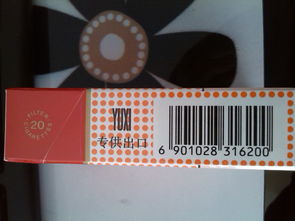 FILTER
20
CIGARETTES
YUXI
专供出口
6 901028 316200